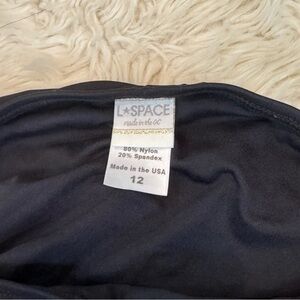 L★SPACE
made in the OC
80% Nylon
20% Spandex
Made in the USA
12